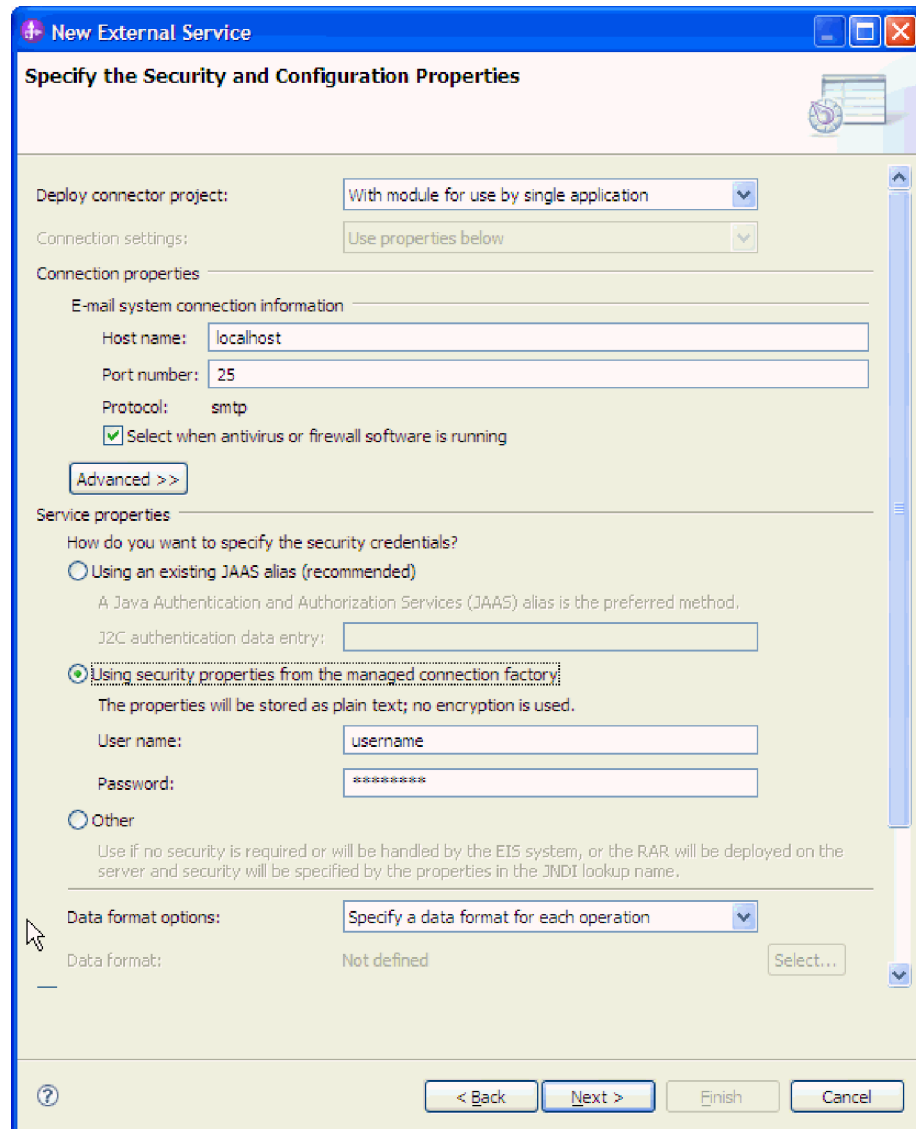 New External Service
Specify the Security and Configuration Properties
Deploy connector project: With module for use by single application
Connection settings: Use properties below
Connection properties
E-mail system connection information
Host name: localhost
Port number: 25
Protocol: smtp
Select when antivirus or firewall software is running
Advanced >>
Service properties
How do you want to specify the security credentials?
Using an existing JAAS alias (recommended)
A Java Authentication and Authorization Services (JAAS) alias is the preferred method.
J2C authentication data entry:
Using security properties from the managed connection factory
The properties will be stored as plain text; no encryption is used.
User name: username
Password: ********
Other
Use if no security is required or will be handled by the EIS system, or the RAR will be deployed on the
server and security will be specified by the properties in the JNDI lookup name.
Data format options: Specify a data format for each operation
Data format: Not defined Select...
? < Back Next > Finish Cancel